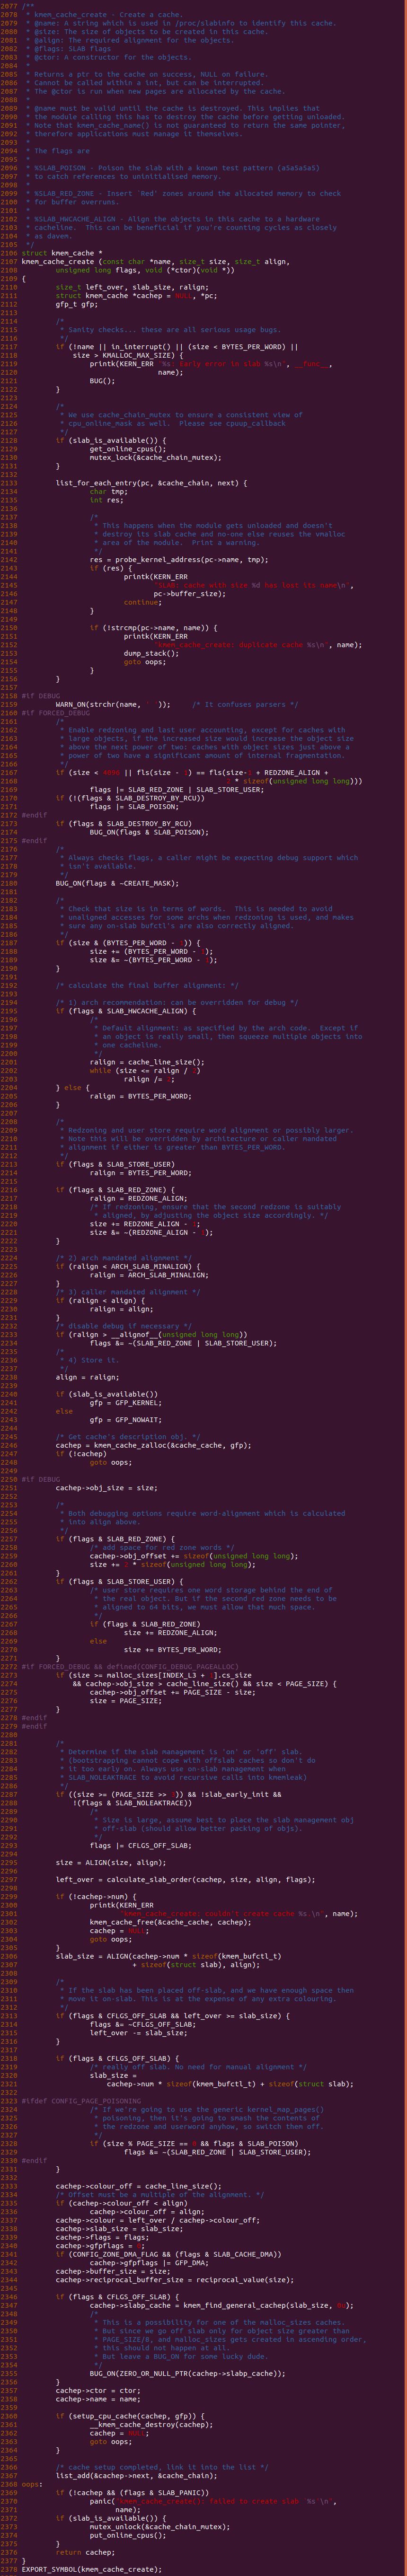 2077 /**
2078  * kmem_cache_create - Create a cache.
2079  * @name: A string which is used in /proc/slabinfo to identify this cache.
2080  * @size: The size of objects to be created in this cache.
2081  * @align: The required alignment for the objects.
2082  * @flags: SLAB flags
2083  * @ctor: A constructor for the objects.
2084  *
2085  * Returns a ptr to the cache on success, NULL on failure.
2086  * Cannot be called within a int, but can be interrupted.
2087  * The @ctor is run when new pages are allocated by the cache.
2088  *
2089  * @name must be valid until the cache is destroyed. This implies that
2090  * the module calling this has to destroy the cache before getting unloaded.
2091  * Note that kmem_cache_name() is not guaranteed to return the same pointer,
2092  * therefore applications must manage it themselves.
2093  *
2094  * The flags are
2095  *
2096  * %SLAB_POISON - Poison the slab with a known test pattern (a5a5a5a5)
2097  * to catch references to uninitialised memory.
2098  *
2099  * %SLAB_RED_ZONE - Insert `Red' zones around the allocated memory to check
2100  * for buffer overruns.
2101  *
2102  * %SLAB_HWCACHE_ALIGN - Align the objects in this cache to a hardware
2103  * cacheline.  This can be beneficial if you're counting cycles as closely
2104  * as davem.
2105  */
2106 struct kmem_cache *
2107 kmem_cache_create (const char *name, size_t size, size_t align,
2108         unsigned long flags, void (*ctor)(void *))
2109 {
2110         size_t left_over, slab_size, ralign;
2111         struct kmem_cache *cachep = NULL, *pc;
2112         gfp_t gfp;
2113
2114         /*
2115          * Sanity checks... these are all serious usage bugs.
2116          */
2117         if (!name || in_interrupt() || (size < BYTES_PER_WORD) ||
2118             size > KMALLOC_MAX_SIZE) {
2119                 printk(KERN_ERR "%s: Early error in slab %s\n", __func__,
2120                                 name);
2121                 BUG();
2122         }
2123
2124         /*
2125          * We use cache_chain_mutex to ensure a consistent view of
2126          * cpu_online_mask as well.  Please see cpuup_callback
2127          */
2128         if (slab_is_available()) {
2129                 get_online_cpus();
2130                 mutex_lock(&cache_chain_mutex);
2131         }
2132
2133         list_for_each_entry(pc, &cache_chain, next) {
2134                 char tmp;
2135                 int res;
2136
2137                 /*
2138                  * This happens when the module gets unloaded and doesn't
2139                  * destroy its slab cache and no-one else reuses the vmalloc
2140                  * area of the module.  Print a warning.
2141                  */
2142                 res = probe_kernel_address(pc->name, tmp);
2143                 if (res) {
2144                         printk(KERN_ERR
2145                                "SLAB: cache with size %d has lost its name\n",
2146                                pc->buffer_size);
2147                         continue;
2148                 }
2149
2150                 if (!strcmp(pc->name, name)) {
2151                         printk(KERN_ERR
2152                                "kmem_cache_create: duplicate cache %s\n", name);
2153                         dump_stack();
2154                         goto oops;
2155                 }
2156         }
2157
2158 #if DEBUG
2159         WARN_ON(strchr(name, ' '));     /* It confuses parsers */
2160 #if FORCED_DEBUG
2161         /*
2162          * Enable redzoning and last user accounting, except for caches with
2163          * large objects, if the increased size would increase the object size
2164          * above the next power of two: caches with object sizes just above a
2165          * power of two have a significant amount of internal fragmentation.
2166          */
2167         if (size < 4096 || fls(size - 1) == fls(size-1 + REDZONE_ALIGN +
2168                                                 2 * sizeof(unsigned long long)))
2169                 flags |= SLAB_RED_ZONE | SLAB_STORE_USER;
2170         if (!(flags & SLAB_DESTROY_BY_RCU))
2171                 flags |= SLAB_POISON;
2172 #endif
2173         if (flags & SLAB_DESTROY_BY_RCU)
2174                 BUG_ON(flags & SLAB_POISON);
2175 #endif
2176         /*
2177          * Always checks flags, a caller might be expecting debug support which
2178          * isn't available.
2179          */
2180         BUG_ON(flags & ~CREATE_MASK);
2181
2182         /*
2183          * Check that size is in terms of words.  This is needed to avoid
2184          * unaligned accesses for some archs when redzoning is used, and makes
2185          * sure any on-slab bufctl's are also correctly aligned.
2186          */
2187         if (size & (BYTES_PER_WORD - 1)) {
2188                 size += (BYTES_PER_WORD - 1);
2189                 size &= ~(BYTES_PER_WORD - 1);
2190         }
2191
2192         /* calculate the final buffer alignment: */
2193
2194         /* 1) arch recommendation: can be overridden for debug */
2195         if (flags & SLAB_HWCACHE_ALIGN) {
2196                 /*
2197                  * Default alignment: as specified by the arch code.  Except if
2198                  * an object is really small, then squeeze multiple objects into
2199                  * one cacheline.
2200                  */
2201                 ralign = cache_line_size();
2202                 while (size <= ralign / 2)
2203                         ralign /= 2;
2204         } else {
2205                 ralign = BYTES_PER_WORD;
2206         }
2207
2208         /*
2209          * Redzoning and user store require word alignment or possibly larger.
2210          * Note this will be overridden by architecture or caller mandated
2211          * alignment if either is greater than BYTES_PER_WORD.
2212          */
2213         if (flags & SLAB_STORE_USER)
2214                 ralign = BYTES_PER_WORD;
2215
2216         if (flags & SLAB_RED_ZONE) {
2217                 ralign = REDZONE_ALIGN;
2218                 /* If redzoning, ensure that the second redzone is suitably
2219                  * aligned, by adjusting the object size accordingly. */
2220                 size += REDZONE_ALIGN - 1;
2221                 size &= ~(REDZONE_ALIGN - 1);
2222         }
2223
2224         /* 2) arch mandated alignment */
2225         if (ralign < ARCH_SLAB_MINALIGN) {
2226                 ralign = ARCH_SLAB_MINALIGN;
2227         }
2228         /* 3) caller mandated alignment */
2229         if (ralign < align) {
2230                 ralign = align;
2231         }
2232         /* disable debug if necessary */
2233         if (ralign > __alignof__(unsigned long long))
2234                 flags &= ~(SLAB_RED_ZONE | SLAB_STORE_USER);
2235         /*
2236          * 4) Store it.
2237          */
2238         align = ralign;
2239
2240         if (slab_is_available())
2241                 gfp = GFP_KERNEL;
2242         else
2243                 gfp = GFP_NOWAIT;
2244
2245         /* Get cache's description obj. */
2246         cachep = kmem_cache_zalloc(&cache_cache, gfp);
2247         if (!cachep)
2248                 goto oops;
2249
2250 #if DEBUG
2251         cachep->obj_size = size;
2252
2253         /*
2254          * Both debugging options require word-alignment which is calculated
2255          * into align above.
2256          */
2257         if (flags & SLAB_RED_ZONE) {
2258                 /* add space for red zone words */
2259                 cachep->obj_offset += sizeof(unsigned long long);
2260                 size += 2 * sizeof(unsigned long long);
2261         }
2262         if (flags & SLAB_STORE_USER) {
2263                 /* user store requires one word storage behind the end of
2264                  * the real object. But if the second red zone needs to be
2265                  * aligned to 64 bits, we must allow that much space.
2266                  */
2267                 if (flags & SLAB_RED_ZONE)
2268                         size += REDZONE_ALIGN;
2269                 else
2270                         size += BYTES_PER_WORD;
2271         }
2272 #if FORCED_DEBUG && defined(CONFIG_DEBUG_PAGEALLOC)
2273         if (size >= malloc_sizes[INDEX_L3 + 1].cs_size
2274             && cachep->obj_size > cache_line_size() && size < PAGE_SIZE) {
2275                 cachep->obj_offset += PAGE_SIZE - size;
2276                 size = PAGE_SIZE;
2277         }
2278 #endif
2279 #endif
2280
2281         /*
2282          * Determine if the slab management is 'on' or 'off' slab.
2283          * (bootstrapping cannot cope with offslab caches so don't do
2284          * it too early on. Always use on-slab management when
2285          * SLAB_NOLEAKTRACE to avoid recursive calls into kmemleak)
2286          */
2287         if ((size >= (PAGE_SIZE >> 3)) && !slab_early_init &&
2288             !(flags & SLAB_NOLEAKTRACE))
2289                 /*
2290                  * Size is large, assume best to place the slab management obj
2291                  * off-slab (should allow better packing of objs).
2292                  */
2293                 flags |= CFLGS_OFF_SLAB;
2294
2295         size = ALIGN(size, align);
2296
2297         left_over = calculate_slab_order(cachep, size, align, flags);
2298
2299         if (!cachep->num) {
2300                 printk(KERN_ERR
2301                        "kmem_cache_create: couldn't create cache %s.\n", name);
2302                 kmem_cache_free(&cache_cache, cachep);
2303                 cachep = NULL;
2304                 goto oops;
2305         }
2306         slab_size = ALIGN(cachep->num * sizeof(kmem_bufctl_t)
2307                           + sizeof(struct slab), align);
2308
2309         /*
2310          * If the slab has been placed off-slab, and we have enough space then
2311          * move it on-slab. This is at the expense of any extra colouring.
2312          */
2313         if (flags & CFLGS_OFF_SLAB && left_over >= slab_size) {
2314                 flags &= ~CFLGS_OFF_SLAB;
2315                 left_over -= slab_size;
2316         }
2317
2318         if (flags & CFLGS_OFF_SLAB) {
2319                 /* really off slab. No need for manual alignment */
2320                 slab_size =
2321                     cachep->num * sizeof(kmem_bufctl_t) + sizeof(struct slab);
2322
2323 #ifdef CONFIG_PAGE_POISONING
2324                 /* If we're going to use the generic kernel_map_pages()
2325                  * poisoning, then it's going to smash the contents of
2326                  * the redzone and userword anyhow, so switch them off.
2327                  */
2328                 if (size % PAGE_SIZE == 0 && flags & SLAB_POISON)
2329                         flags &= ~(SLAB_RED_ZONE | SLAB_STORE_USER);
2330 #endif
2331         }
2332
2333         cachep->colour_off = cache_line_size();
2334         /* Offset must be a multiple of the alignment. */
2335         if (cachep->colour_off < align)
2336                 cachep->colour_off = align;
2337         cachep->colour = left_over / cachep->colour_off;
2338         cachep->slab_size = slab_size;
2339         cachep->flags = flags;
2340         cachep->gfpflags = 0;
2341         if (CONFIG_ZONE_DMA_FLAG && (flags & SLAB_CACHE_DMA))
2342                 cachep->gfpflags |= GFP_DMA;
2343         cachep->buffer_size = size;
2344         cachep->reciprocal_buffer_size = reciprocal_value(size);
2345
2346         if (flags & CFLGS_OFF_SLAB) {
2347                 cachep->slabp_cache = kmem_find_general_cachep(slab_size, 0u);
2348                 /*
2349                  * This is a possibility for one of the malloc_sizes caches.
2350                  * But since we go off slab only for object size greater than
2351                  * PAGE_SIZE/8, and malloc_sizes gets created in ascending order,
2352                  * this should not happen at all.
2353                  * But leave a BUG_ON for some lucky dude.
2354                  */
2355                 BUG_ON(ZERO_OR_NULL_PTR(cachep->slabp_cache));
2356         }
2357         cachep->ctor = ctor;
2358         cachep->name = name;
2359
2360         if (setup_cpu_cache(cachep, gfp)) {
2361                 __kmem_cache_destroy(cachep);
2362                 cachep = NULL;
2363                 goto oops;
2364         }
2365
2366         /* cache setup completed, link it into the list */
2367         list_add(&cachep->next, &cache_chain);
2368 oops:
2369         if (!cachep && (flags & SLAB_PANIC))
2370                 panic("kmem_cache_create(): failed to create slab `%s'\n",
2371                       name);
2372         if (slab_is_available()) {
2373                 mutex_unlock(&cache_chain_mutex);
2374                 put_online_cpus();
2375         }
2376         return cachep;
2377 }
2378 EXPORT_SYMBOL(kmem_cache_create);